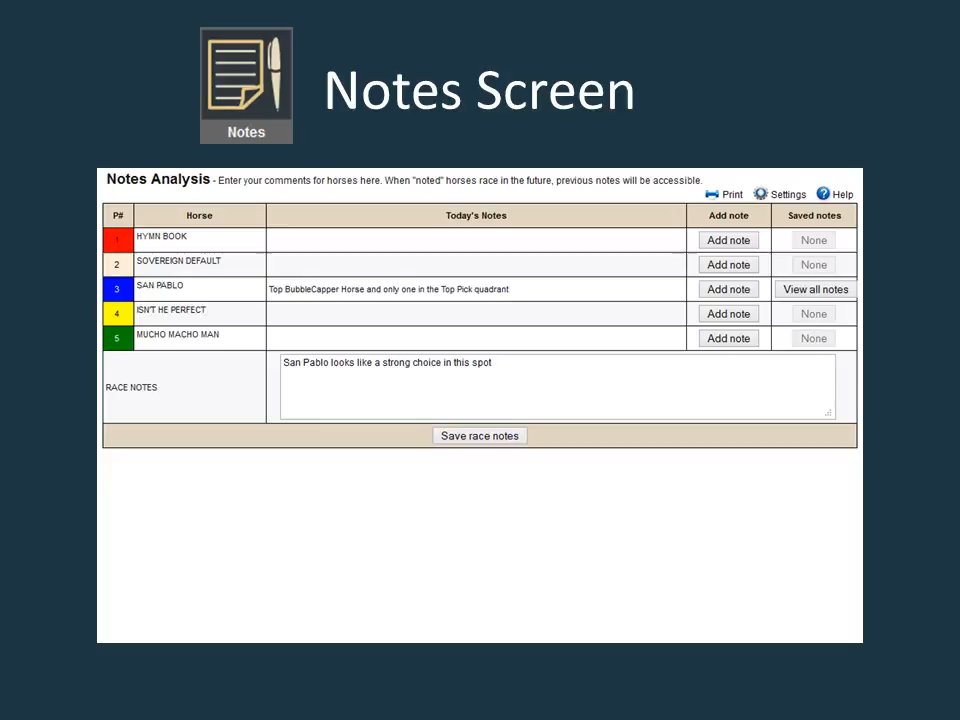 Notes
Notes Screen
Notes Analysis - Enter your comments for horses here. When "noted" horses race in the future, previous notes will be accessible.
Print Settings Help
P# Horse Today's Notes Add note Saved notes
1 HYMN BOOK Add note None
2 SOVEREIGN DEFAULT Add note None
3 SAN PABLO Top BubbleCapper Horse and only one in the Top Pick quadrant Add note View all notes
4 ISN'T HE PERFECT Add note None
5 MUCHO MACHO MAN Add note None
RACE NOTES San Pablo looks like a strong choice in this spot
Save race notes